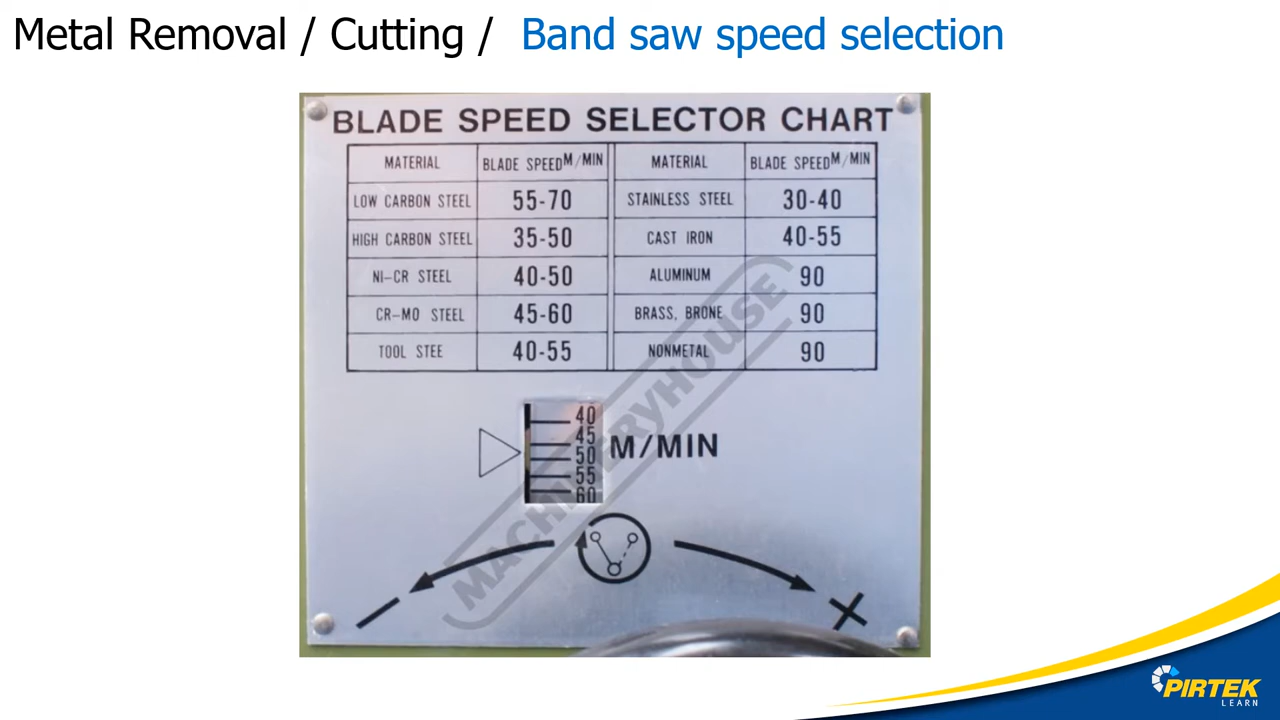 Metal Removal / Cutting / Band saw speed selection
BLADE SPEED SELECTOR CHART
MATERIAL BLADE SPEED M/MIN MATERIAL BLADE SPEED M/MIN
LOW CARBON STEEL 55-70 STAINLESS STEEL 30-40
HIGH CARBON STEEL 35-50 CAST IRON 40-55
NI-CR STEEL 40-50 ALUMINUM 90
CR-MO STEEL 45-60 BRASS, BRONE 90
TOOL STEE 40-55 NONMETAL 90
40
45
50 M/MIN
55
60
MACHINERYHOUSE
− +
PIRTEK
LEARN